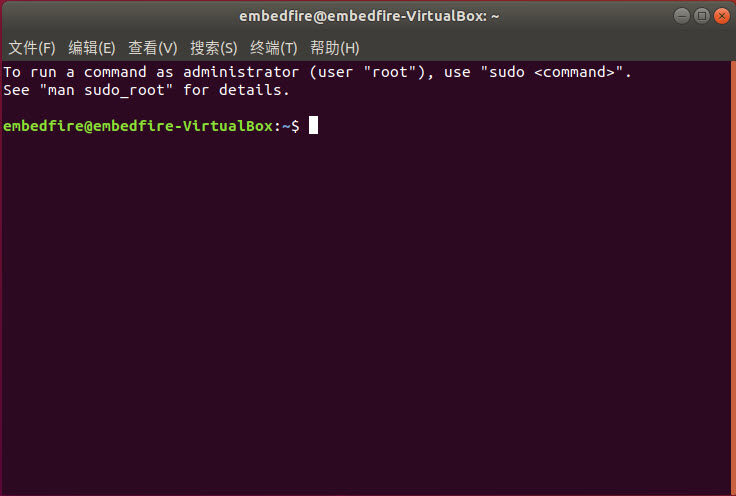 embedfire@embedfire-VirtualBox: ~
文件(F) 编辑(E) 查看(V) 搜索(S) 终端(T) 帮助(H)
To run a command as administrator (user "root"), use "sudo <command>".
See "man sudo_root" for details.
embedfire@embedfire-VirtualBox:~$